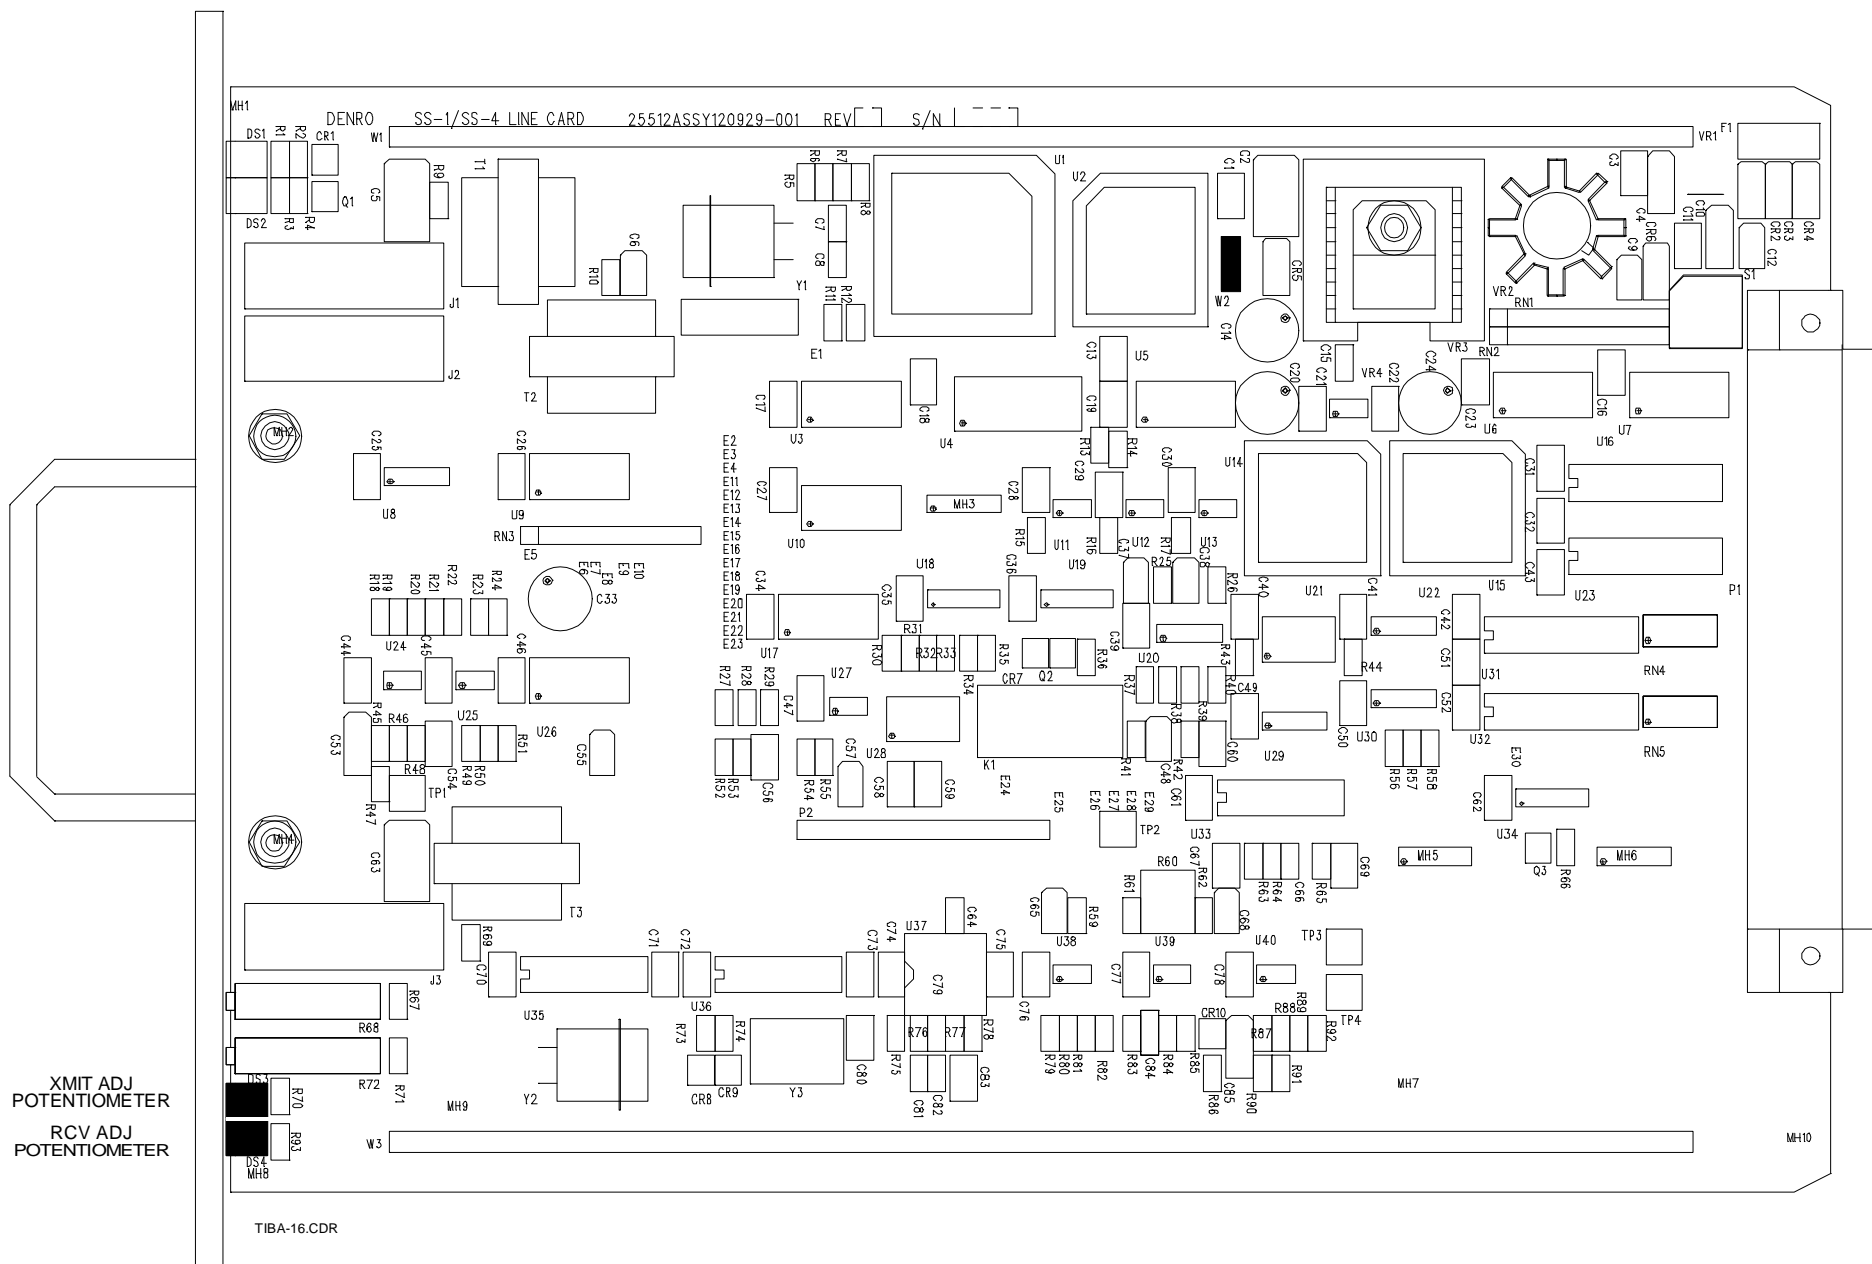 MH1
DENRO SS-1/SS-4 LINE CARD 25512ASSY120929-001 REV S/N
W1
VR1
F1
DS1
R1
R2
CR1
DS2
R3
R4
Q1
C5
R9
T1
R5
R6
R7
R8
C7
C8
U1
U2
C1
C2
C3
C4
CR6
C9
C10
C11
CR2
CR3
CR4
C12
S1
R10
C6
Y1
R11
R12
E1
W2
CR5
C14
VR2
RN1
VR3
RN2
J1
J2
T2
C13
U5
C15
VR4
C20
C21
C22
C24
C23
C16
C17
U3
C18
U4
C19
U6
U7
MH2
C25
C26
U8
U9
E2
E3
E4
E11
E12
E13
E14
E15
E16
E17
E18
E19
E20
E21
E22
E23
C27
U10
MH3
R13
R14
C28
C29
C30
U14
U16
C31
C32
RN3
E5
E6
E7
E8
E9
E10
C33
R15
U11
R16
U12
R17
U13
C37
C38
U15
C43
U23
P1
R18
R19
R20
R21
R22
R23
R24
C34
U17
C35
U18
C36
U19
R25
R26
C40
U21
C41
U22
C42
C39
U20
R43
R44
C51
U31
RN4
C44
U24
C45
C46
R30
R31
R32
R33
R34
R35
Q2
R36
CR7
R27
R28
R29
C47
U27
R37
R38
R39
R40
C49
C50
U30
C52
U32
RN5
R45
R46
C53
R48
C54
U25
R49
R50
R51
U26
C55
R47
TP1
R52
R53
C56
R54
R55
C57
U28
C58
C59
K1
E24
E25
R41
C48
R42
C60
U29
R56
R57
R58
E30
C61
E26
E27
E28
E29
TP2
U33
C62
U34
P2
MH4
C63
T3
R60
R61
R62
C67
R63
R64
C66
R65
C69
MH5
Q3
R66
MH6
C65
R59
C68
J3
R69
C70
U35
C71
C72
U36
C73
C74
U37
C64
C75
C79
C76
U38
C77
U39
C78
U40
TP3
TP4
R67
R68
R72
R71
R73
R74
CR8
CR9
Y2
Y3
C80
R75
R76
R77
R78
C81
C82
C83
R79
R80
R81
R82
R83
C84
R84
R85
CR10
R86
C85
R87
R88
R89
R92
R90
R91
MH7
MH9
XMIT ADJ
POTENTIOMETER
DS3
R70
RCV ADJ
POTENTIOMETER
DS4
MH8
R93
W3
MH10
TIBA-16.CDR